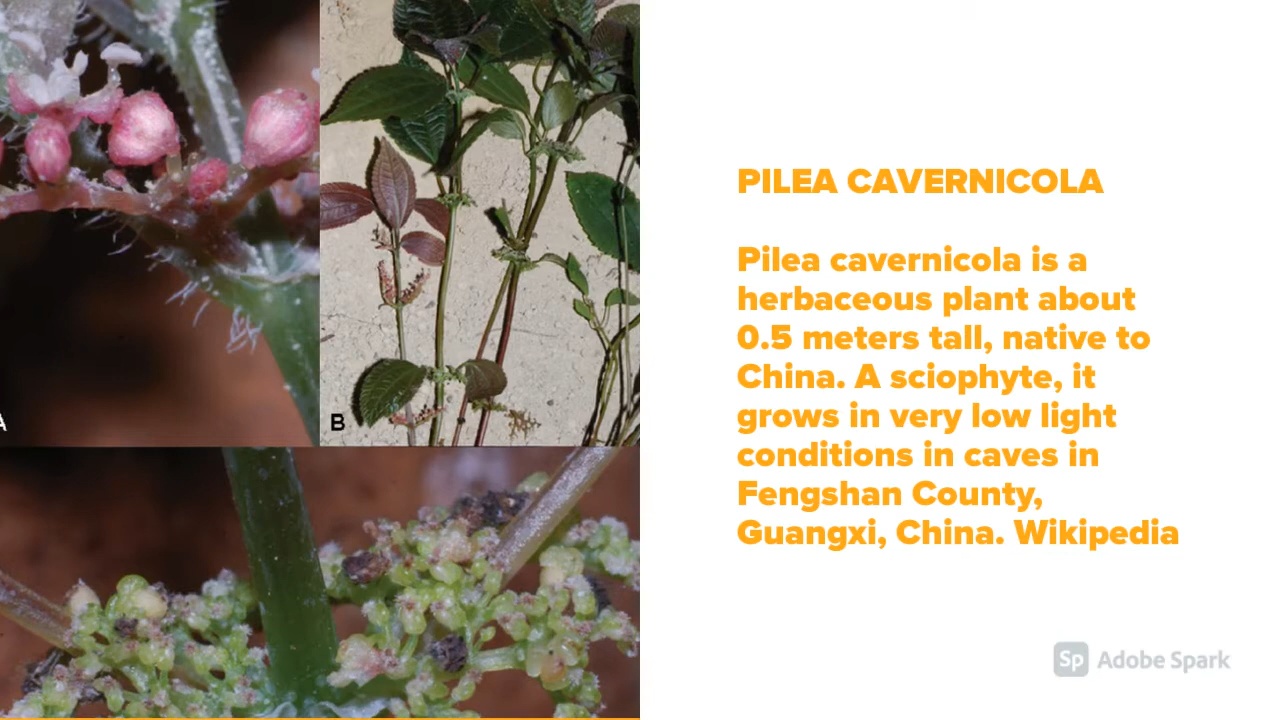 A
B
PILEA CAVERNICOLA
Pilea cavernicola is a
herbaceous plant about
0.5 meters tall, native to
China. A sciophyte, it
grows in very low light
conditions in caves in
Fengshan County,
Guangxi, China. Wikipedia
Sp Adobe Spark